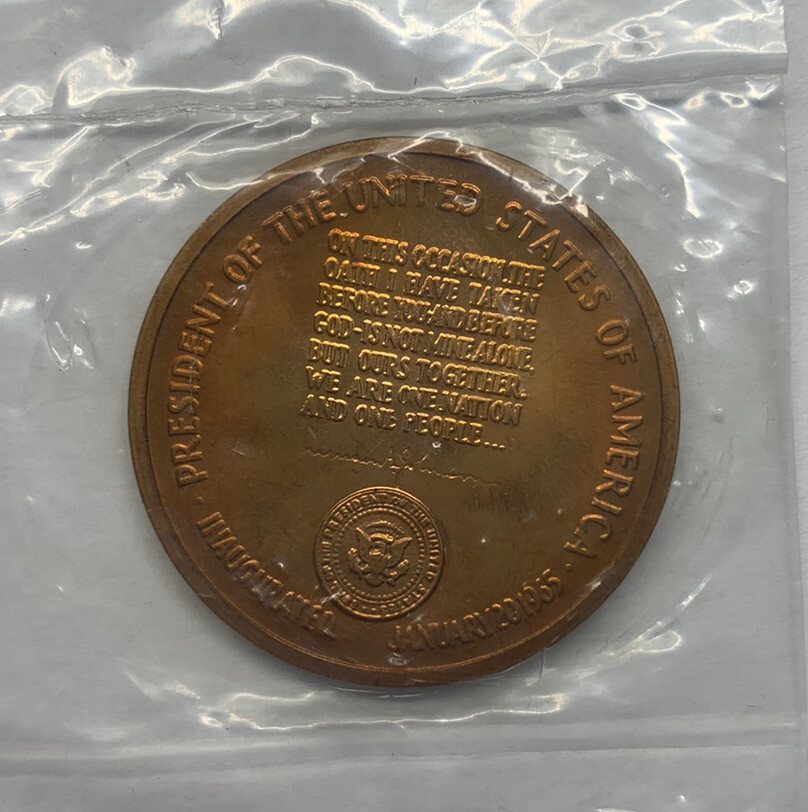 PRESIDENT OF THE UNITED STATES OF AMERICA
ON THIS OCCASION, THE
OATH I HAVE TAKEN
BEFORE YOU-AND BEFORE
GOD-IS NOT MINE ALONE,
BUT OURS TOGETHER.
WE ARE ONE NATION
AND ONE PEOPLE...
INAUGURATED
JANUARY 20 1965